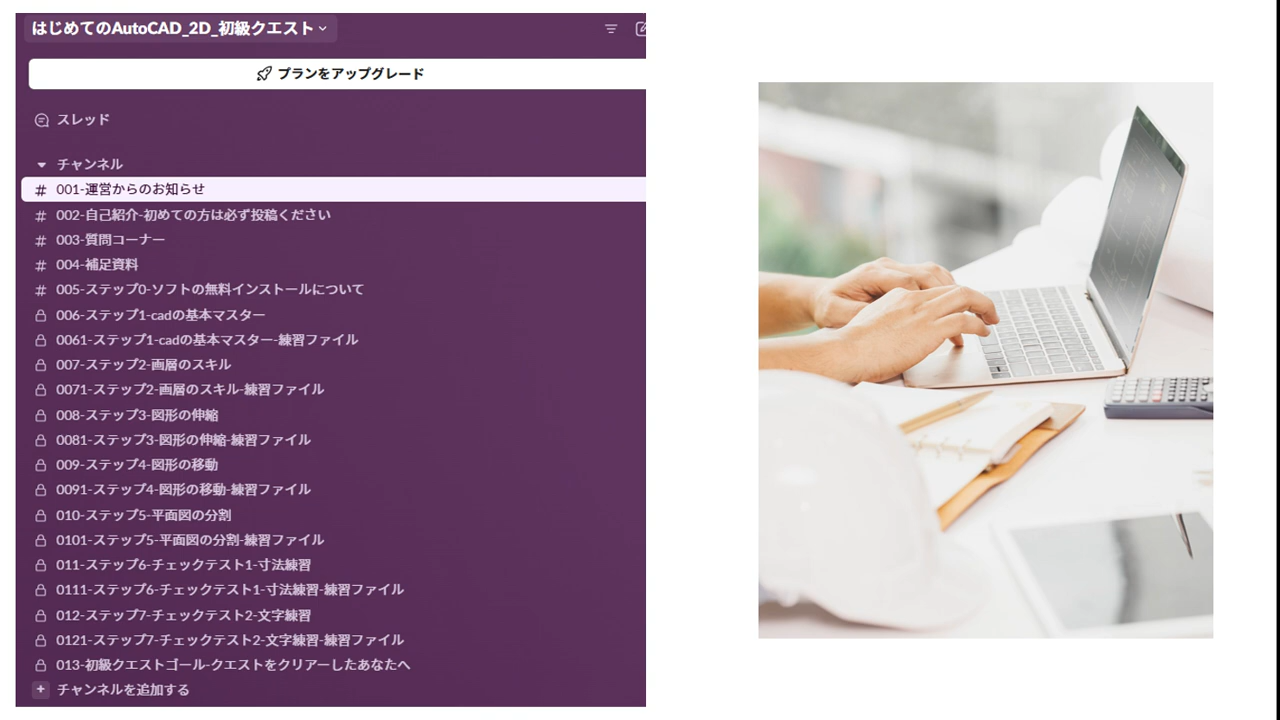 はじめてのAutoCAD_2D_初級クエスト
プランをアップグレード
スレッド
チャンネル
# 001-運営からのお知らせ
# 002-自己紹介-初めての方は必ず投稿ください
# 003-質問コーナー
# 004-補足資料
# 005-ステップ0-ソフトの無料インストールについて
006-ステップ1-cadの基本マスター
0061-ステップ1-cadの基本マスター-練習ファイル
007-ステップ2-画層のスキル
0071-ステップ2-画層のスキル-練習ファイル
008-ステップ3-図形の伸縮
0081-ステップ3-図形の伸縮-練習ファイル
009-ステップ4-図形の移動
0091-ステップ4-図形の移動-練習ファイル
010-ステップ5-平面図の分割
0101-ステップ5-平面図の分割-練習ファイル
011-ステップ6-チェックテスト1-寸法練習
0111-ステップ6-チェックテスト1-寸法練習-練習ファイル
012-ステップ7-チェックテスト2-文字練習
0121-ステップ7-チェックテスト2-文字練習-練習ファイル
013-初級クエストゴール-クエストをクリアーしたあなたへ
+ チャンネルを追加する